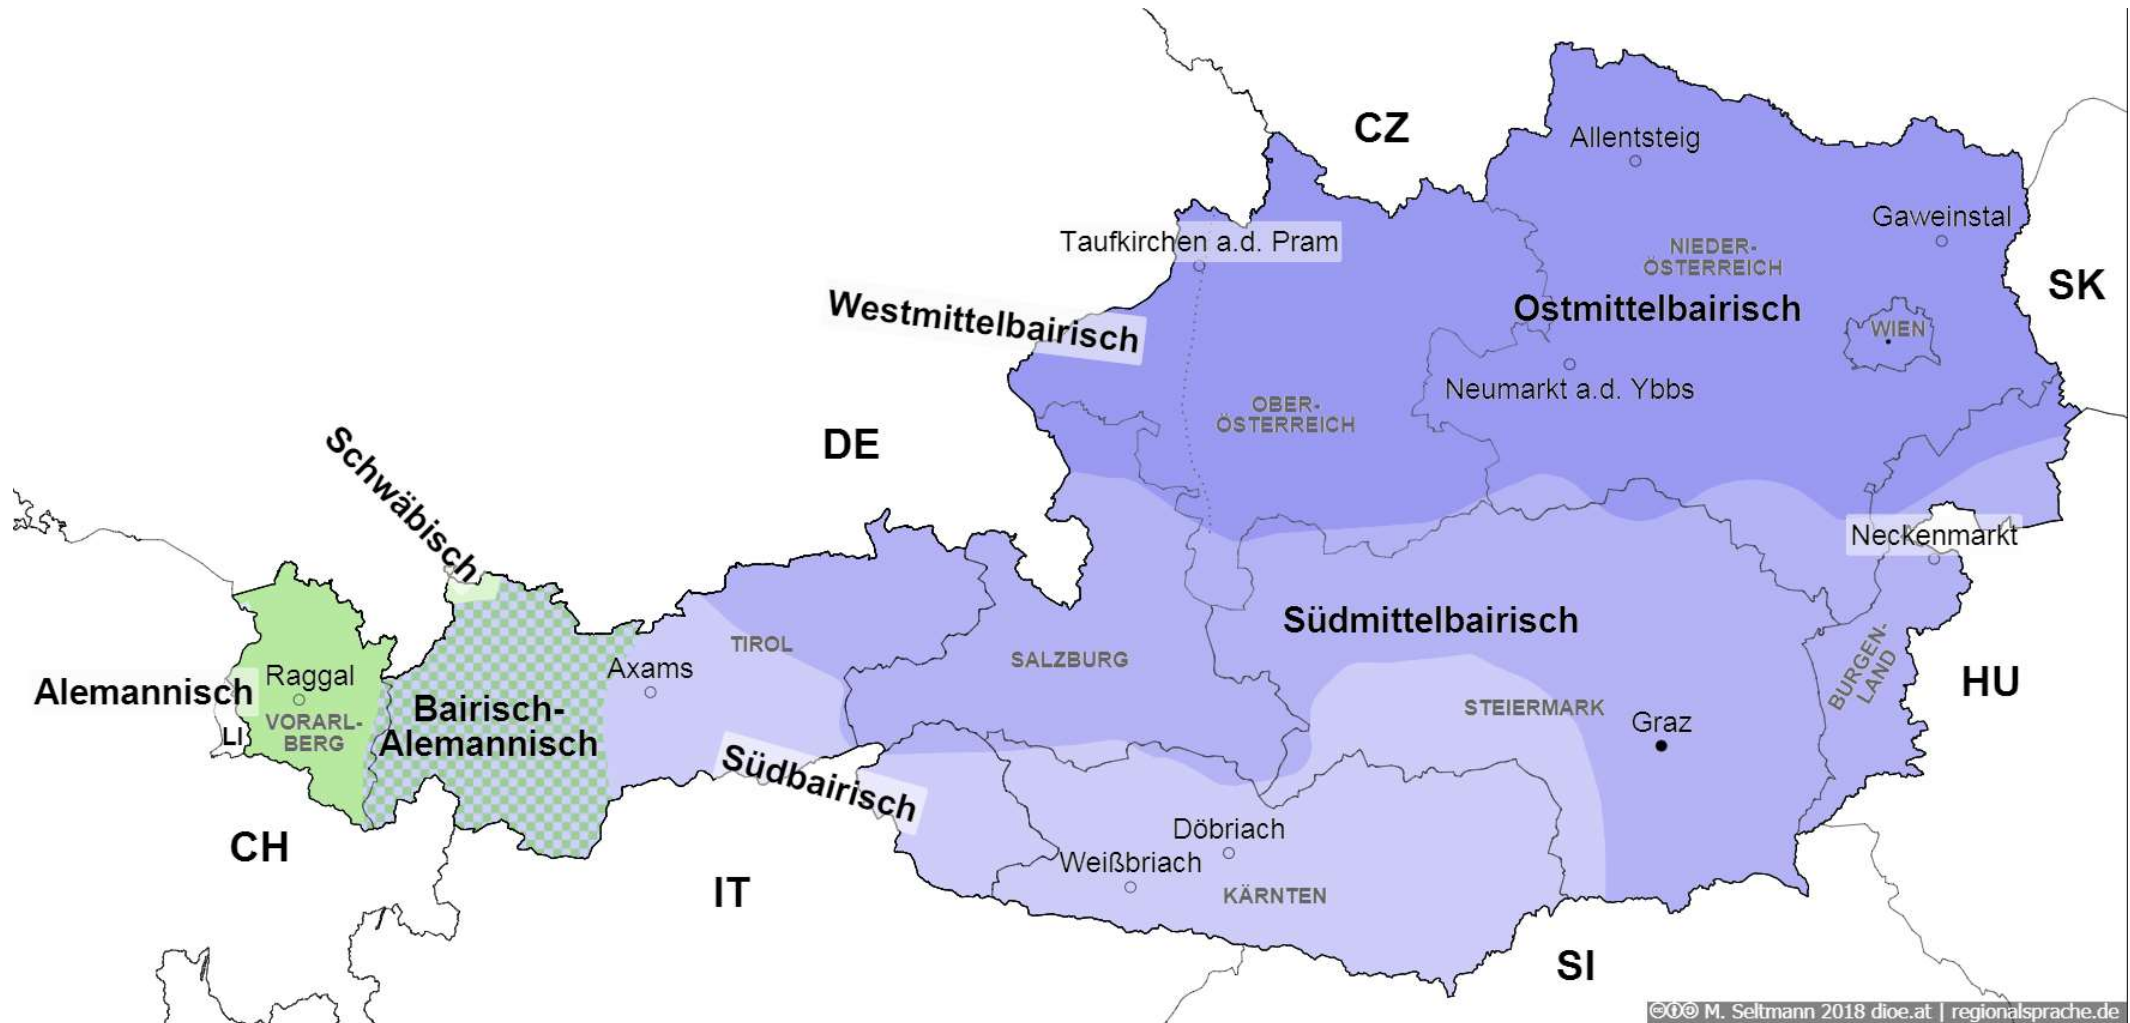 CZ
Allentsteig
Gaweinstal
Taufkirchen a.d. Pram
NIEDER-
ÖSTERREICH
SK
Westmittelbairisch
Ostmittelbairisch
WIEN
Neumarkt a.d. Ybbs
OBER-
ÖSTERREICH
DE
Schwäbisch
Neckenmarkt
Südmittelbairisch
TIROL
SALZBURG
Axams
Raggal
Alemannisch
BURGEN-
LAND
HU
Bairisch-
Alemannisch
STEIERMARK
Graz
VORARL-
BERG
LI
Südbairisch
Döbriach
CH
Weißbriach
IT
KÄRNTEN
SI
M. Seltmann 2018 dioe.at | regionalsprache.de